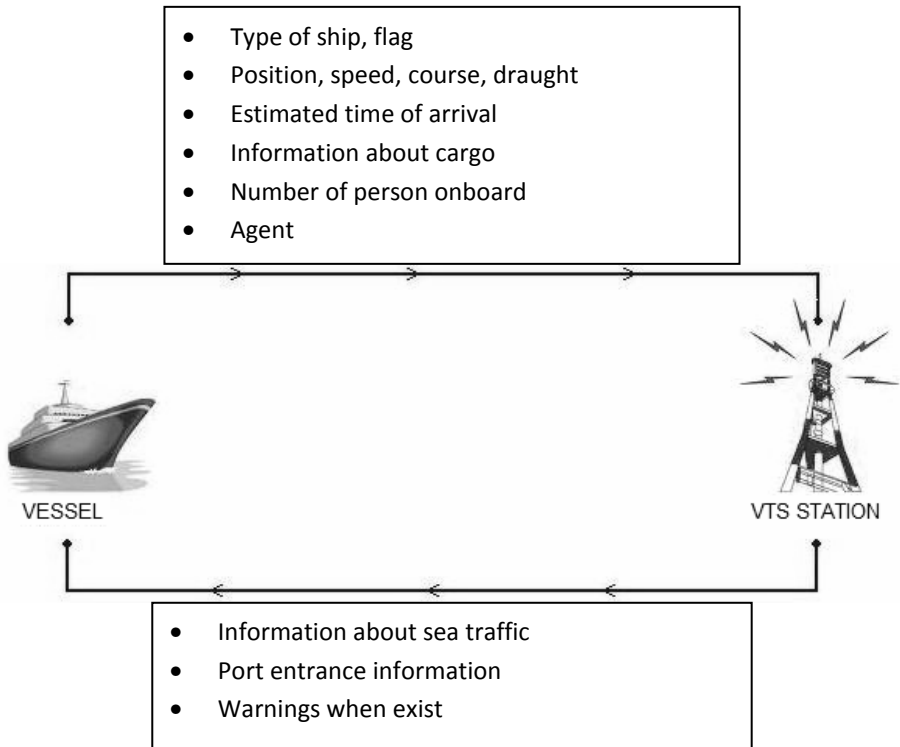 • Type of ship, flag
• Position, speed, course, draught
• Estimated time of arrival
• Information about cargo
• Number of person onboard
• Agent
VESSEL
VTS STATION
• Information about sea traffic
• Port entrance information
• Warnings when exist